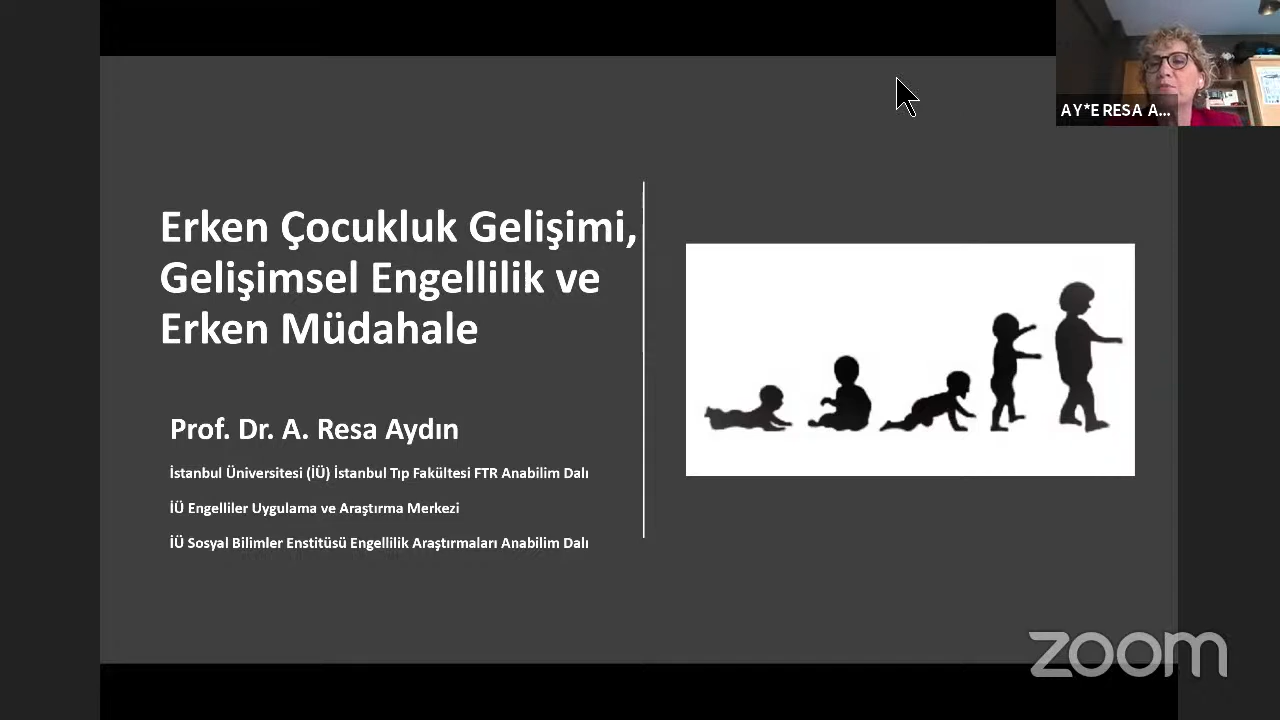 AY*E RESA A...
Erken Çocukluk Gelişimi,
Gelişimsel Engellilik ve
Erken Müdahale
Prof. Dr. A. Resa Aydın
İstanbul Üniversitesi (İÜ) İstanbul Tıp Fakültesi FTR Anabilim Dalı
İÜ Engelliler Uygulama ve Araştırma Merkezi
İÜ Sosyal Bilimler Enstitüsü Engellilik Araştırmaları Anabilim Dalı
zoom